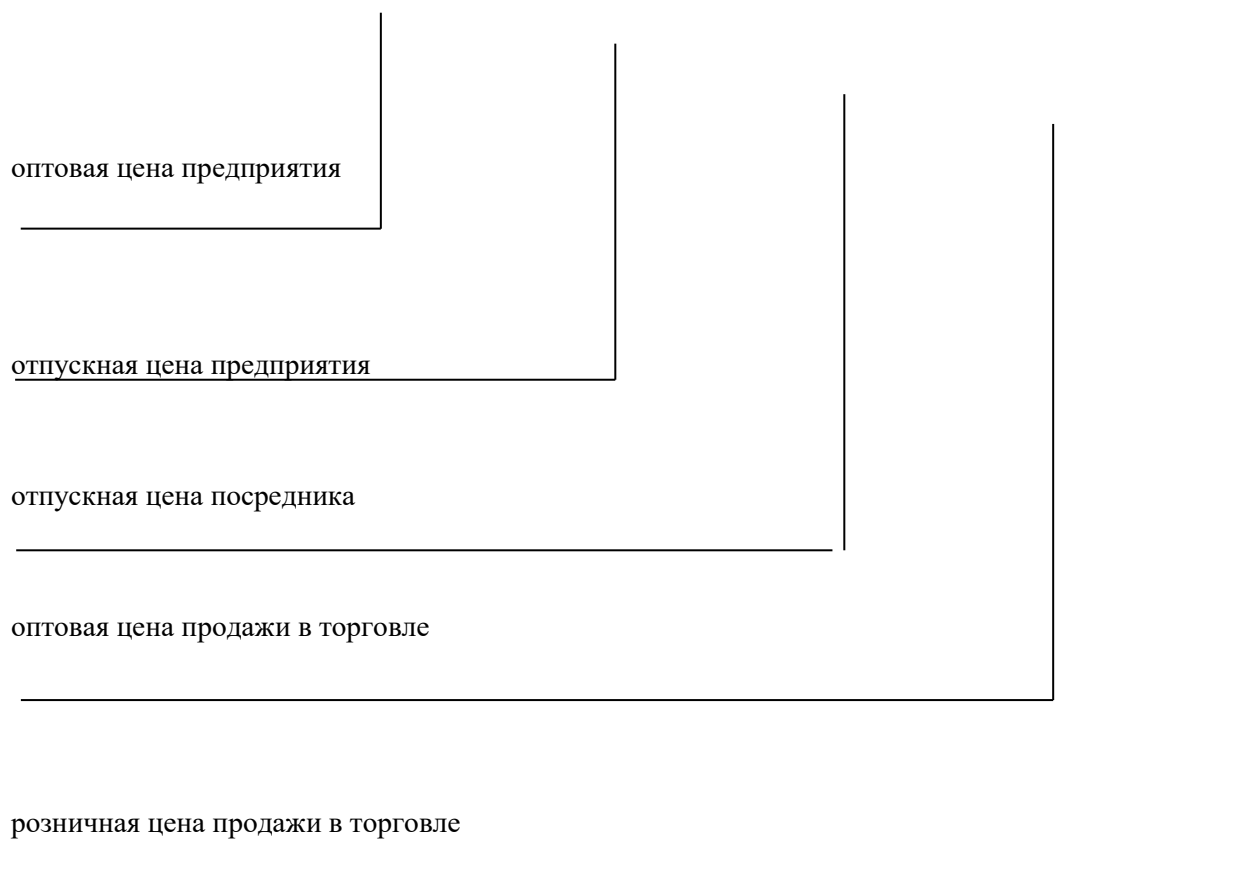 оптовая цена предприятия
отпускная цена предприятия
отпускная цена посредника
оптовая цена продажи в торговле
розничная цена продажи в торговле